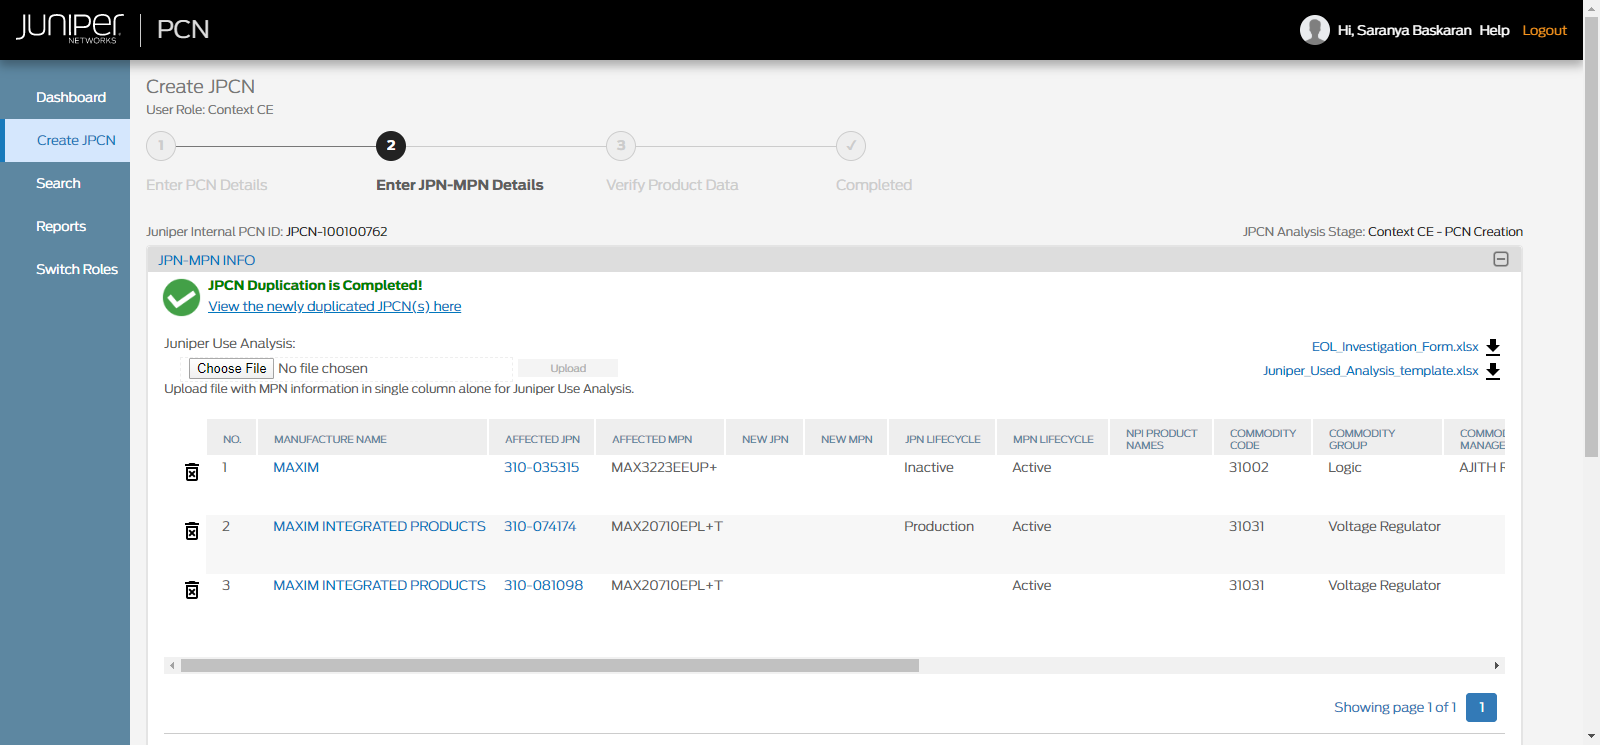 JUNIPER
NETWORKS
PCN
Hi, Saranya Baskaran Help Logout
Dashboard
Create JPCN
Search
Reports
Switch Roles
Create JPCN
User Role: Context CE
1 2 3 ✓
Enter PCN Details Enter JPN-MPN Details Verify Product Data Completed
Juniper Internal PCN ID: JPCN-100100762 JPCN Analysis Stage: Context CE - PCN Creation
JPN-MPN INFO
JPCN Duplication is Completed!
View the newly duplicated JPCN(s) here
Juniper Use Analysis:
EOL_Investigation_Form.xlsx
Choose File No file chosen Upload
Juniper_Used_Analysis_template.xlsx
Upload file with MPN information in single column alone for Juniper Use Analysis.
NO. MANUFACTURE NAME AFFECTED JPN AFFECTED MPN NEW JPN NEW MPN JPN LIFECYCLE MPN LIFECYCLE NPI PRODUCT NAMES COMMODITY CODE COMMODITY GROUP COMMOD MANAGE
1 MAXIM 310-035315 MAX3223EEUP+ Inactive Active 31002 Logic AJITH R
2 MAXIM INTEGRATED PRODUCTS 310-074174 MAX20710EPL+T Production Active 31031 Voltage Regulator
3 MAXIM INTEGRATED PRODUCTS 310-081098 MAX20710EPL+T Active 31031 Voltage Regulator
Showing page 1 of 1 1